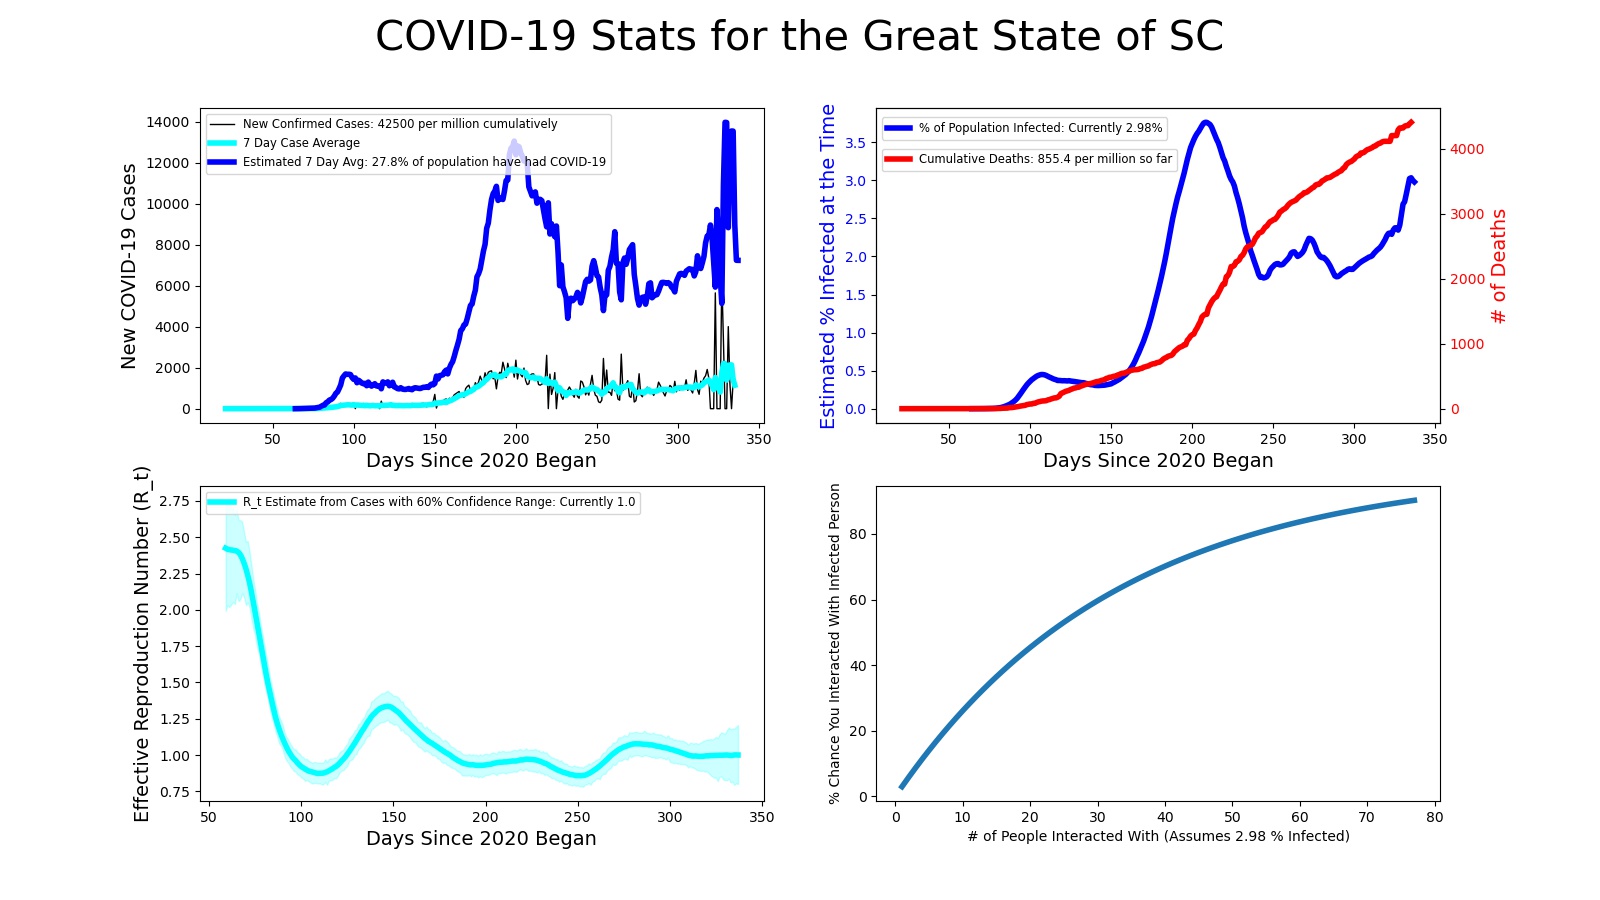 COVID-19 Stats for the Great State of SC
New COVID-19 Cases
14000
12000
10000
8000
6000
4000
2000
0
New Confirmed Cases: 42500 per million cumulatively
7 Day Case Average
Estimated 7 Day Avg: 27.8% of population have had COVID-19
50 100 150 200 250 300 350
Days Since 2020 Began
Estimated % Infected at the Time
3.5
3.0
2.5
2.0
1.5
1.0
0.5
0.0
% of Population Infected: Currently 2.98%
Cumulative Deaths: 855.4 per million so far
4000
3000
2000
1000
0
# of Deaths
50 100 150 200 250 300 350
Days Since 2020 Began
Effective Reproduction Number (R_t)
2.75
2.50
2.25
2.00
1.75
1.50
1.25
1.00
0.75
R_t Estimate from Cases with 60% Confidence Range: Currently 1.0
50 100 150 200 250 300 350
Days Since 2020 Began
% Chance You Interacted With Infected Person
80
60
40
20
0
0 10 20 30 40 50 60 70 80
# of People Interacted With (Assumes 2.98 % Infected)